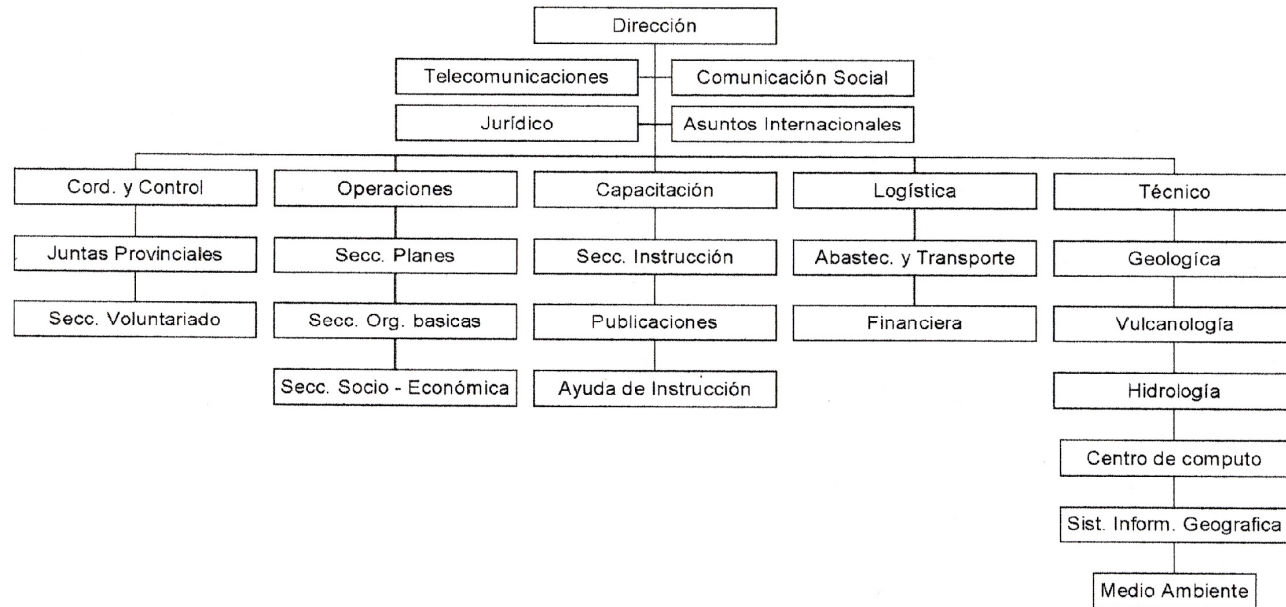 Dirección
Telecomunicaciones
Comunicación Social
Jurídico
Asuntos Internacionales
Cord. y Control
Operaciones
Capacitación
Logística
Técnico
Juntas Provinciales
Secc. Planes
Secc. Instrucción
Abastec. y Transporte
Geologíca
Secc. Voluntariado
Secc. Org. basicas
Publicaciones
Financiera
Vulcanología
Secc. Socio - Económica
Ayuda de Instrucción
Hidrología
Centro de computo
Sist. Inform. Geografica
Medio Ambiente